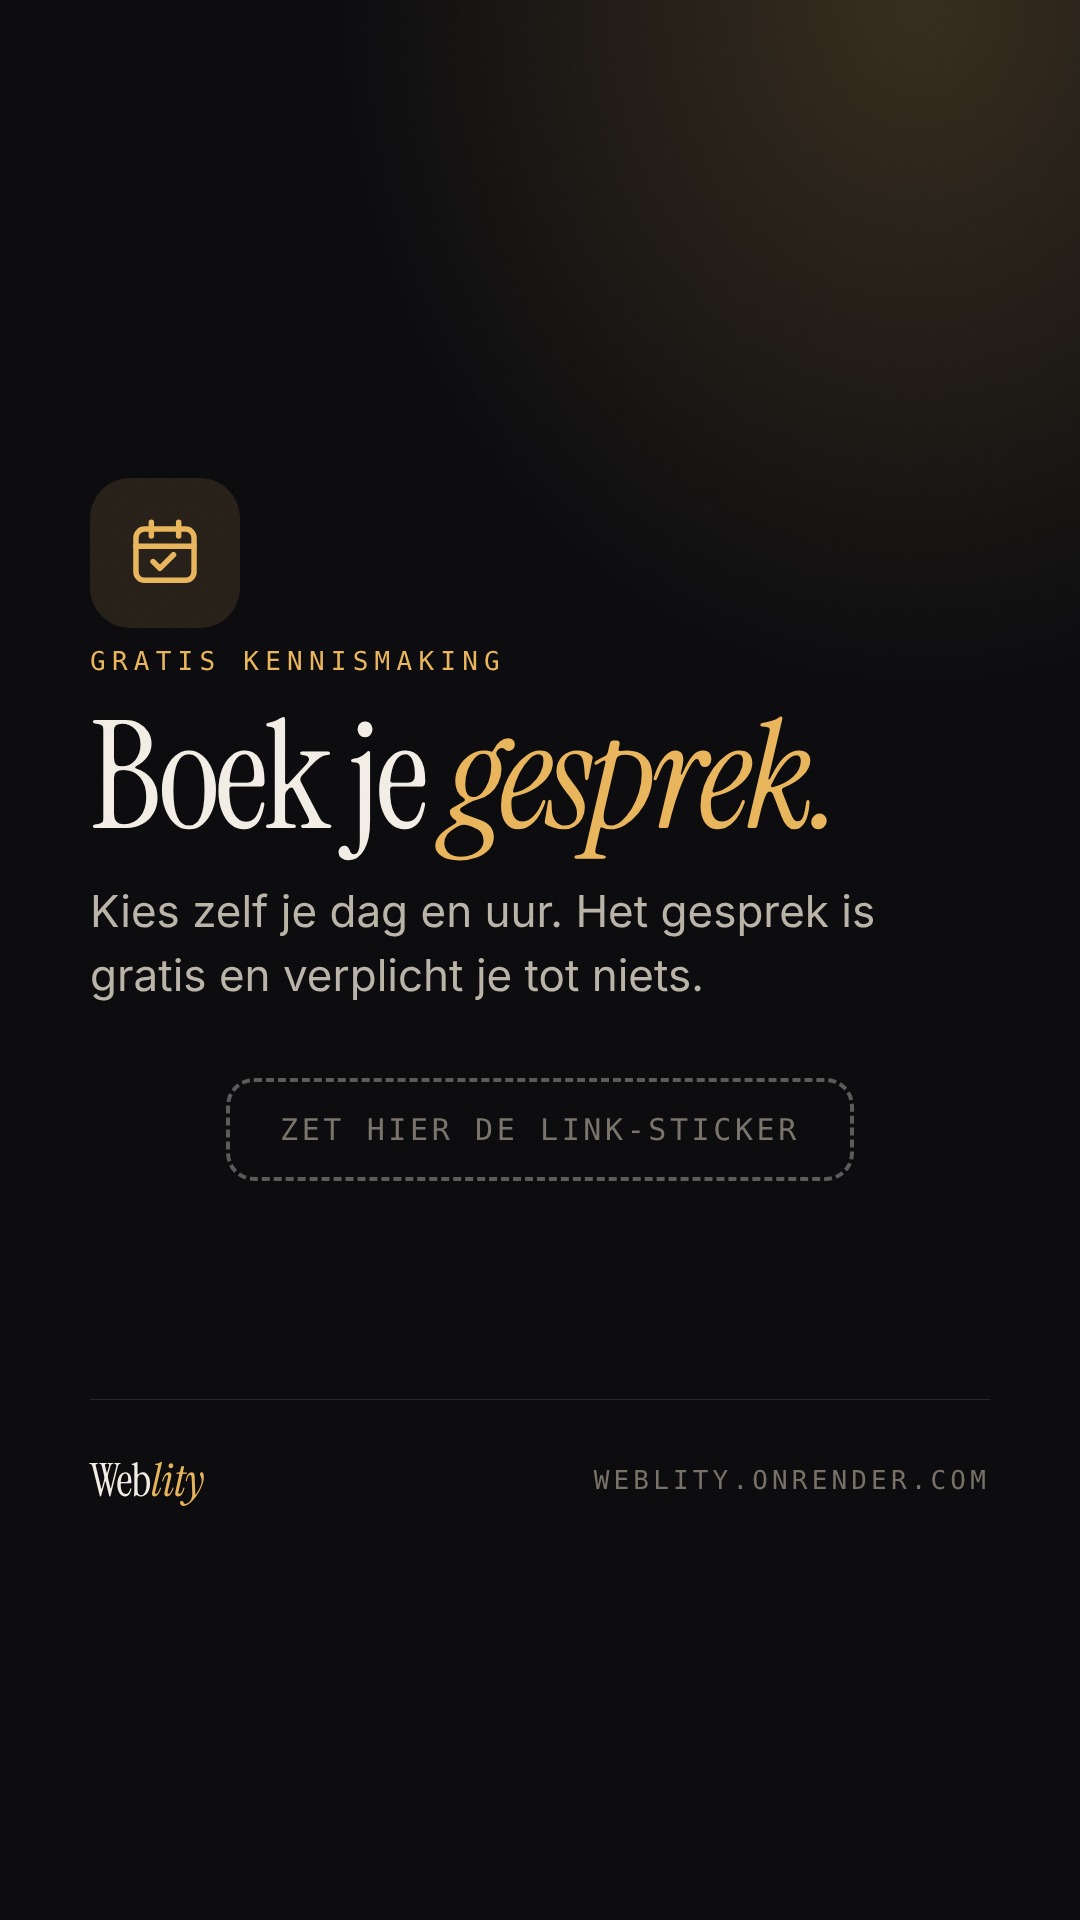 GRATIS KENNISMAKING
Boek je gesprek.
Kies zelf je dag en uur. Het gesprek is
gratis en verplicht je tot niets.
ZET HIER DE LINK-STICKER
Weblity
WEBLITY.ONRENDER.COM